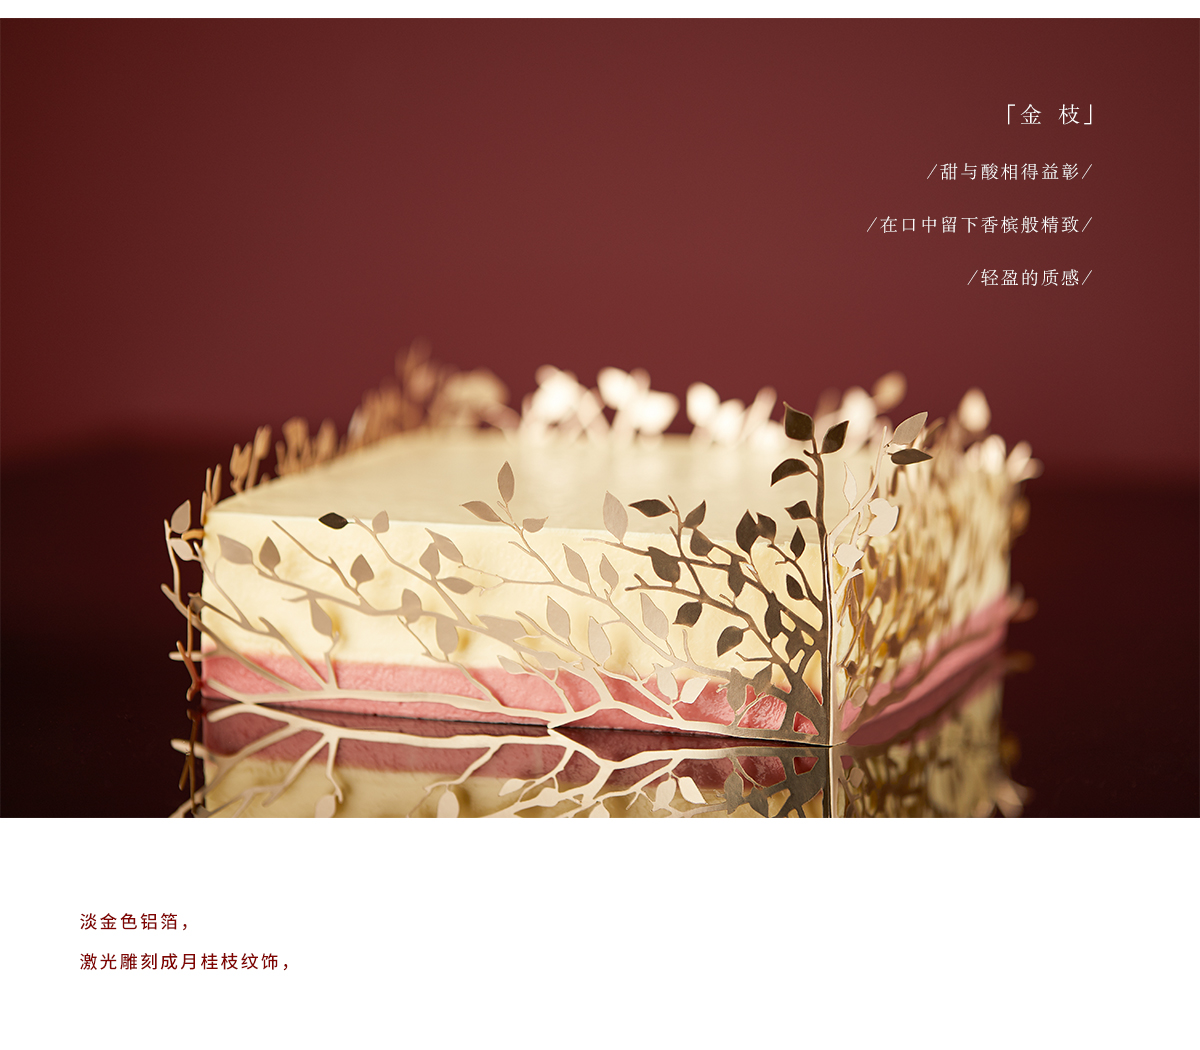 「金 枝」
/甜与酸相得益彰/
/在口中留下香槟般精致/
/轻盈的质感/
淡金色铝箔，
激光雕刻成月桂枝纹饰，